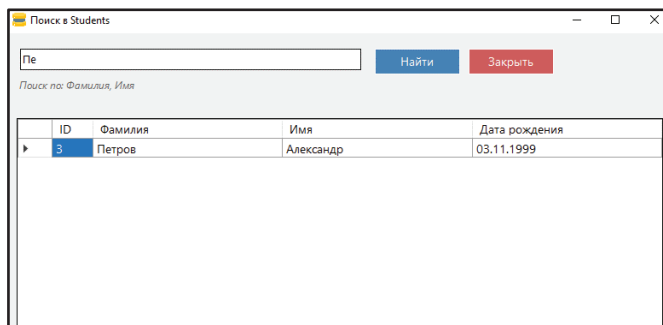 Поиск в Students
Пе
Найти
Закрыть
Поиск по: Фамилия, Имя
ID Фамилия Имя Дата рождения
3 Петров Александр 03.11.1999